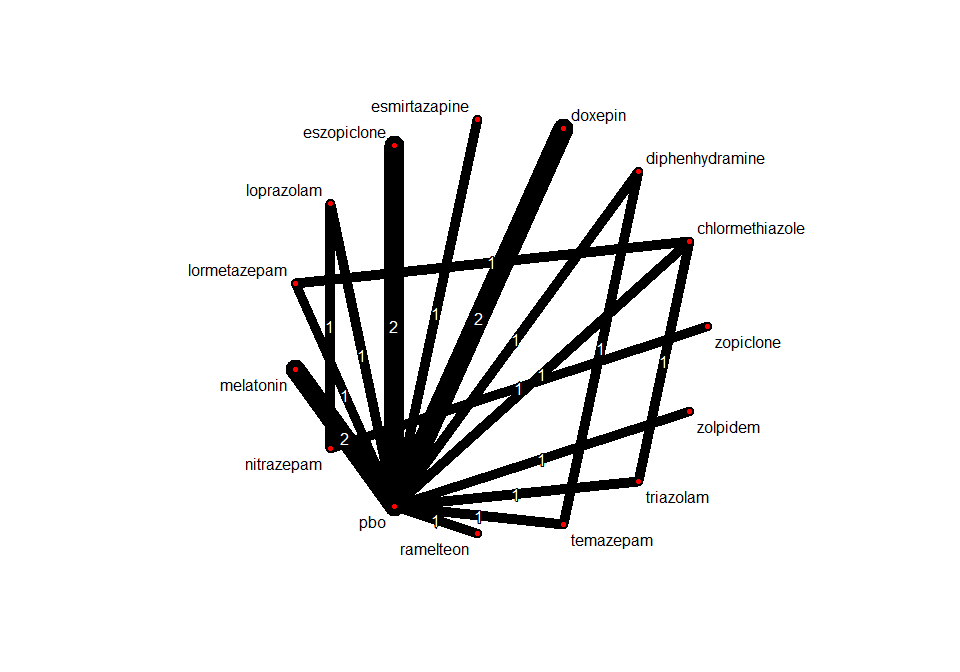 esmirtazapine
doxepin
eszopiclone
diphenhydramine
loprazolam
chlormethiazole
lormetazepam
1
1
2
2
1
zopiclone
1
1
1
1
melatonin
1
1
1
zolpidem
2
nitrazepam
1
triazolam
1
pbo
1
1
temazepam
ramelteon